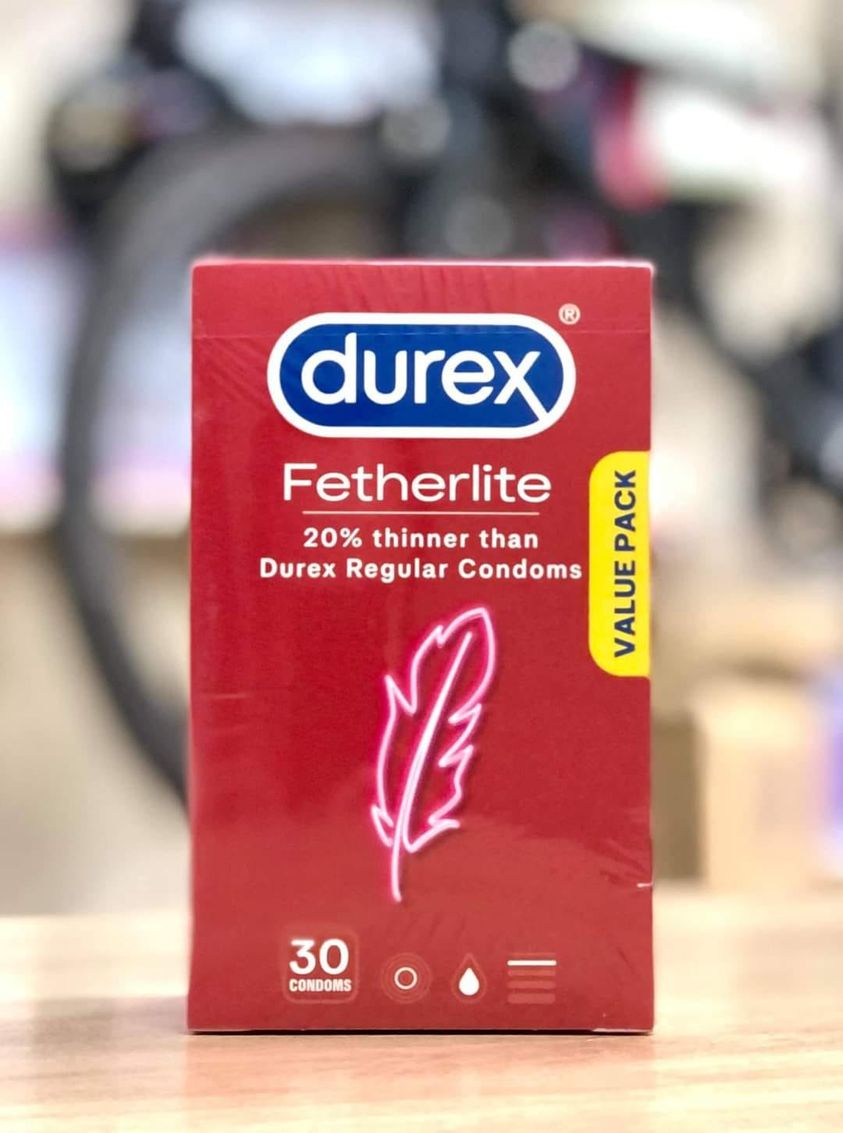 durex®
Fetherlite
20% thinner than
Durex Regular Condoms
VALUE PACK
30
CONDOMS